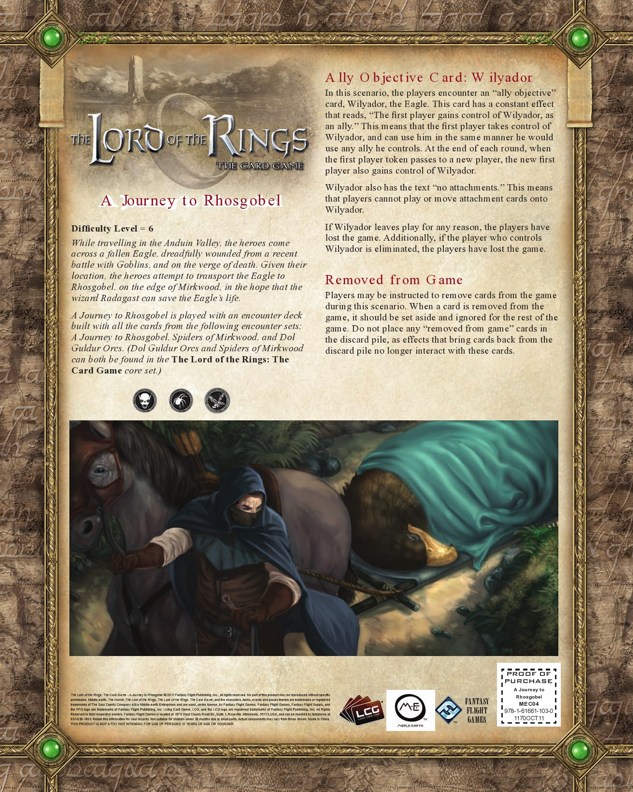 THE LORD OF THE RINGS
THE CARD GAME
A Journey to Rhosgobel
Difficulty Level = 6
While travelling in the Anduin Valley, the heroes come
across a fallen Eagle, dreadfully wounded from a recent
battle with Goblins, and on the verge of death. Given their
location, the heroes attempt to transport the Eagle to
Rhosgobel, on the edge of Mirkwood, in the hope that the
wizard Radagast can save the Eagle's life.
A Journey to Rhosgobel is played with an encounter deck
built with all the cards from the following encounter sets:
A Journey to Rhosgobel, Spiders of Mirkwood, and Dol
Guldur Orcs. (Dol Guldur Orcs and Spiders of Mirkwood
can both be found in the The Lord of the Rings: The
Card Game core set.)
Ally Objective Card: Wilyador
In this scenario, the players encounter an “ally objective”
card, Wilyador, the Eagle. This card has a constant effect
that reads, “The first player gains control of Wilyador, as
an ally.” This means that the first player takes control of
Wilyador, and can use him in the same manner he would
use any ally he controls. At the end of each round, when
the first player token passes to a new player, the new first
player also gains control of Wilyador.
Wilyador also has the text “no attachments.” This means
that players cannot play or move attachment cards onto
Wilyador.
If Wilyador leaves play for any reason, the players have
lost the game. Additionally, if the player who controls
Wilyador is eliminated, the players have lost the game.
Removed from Game
Players may be instructed to remove cards from the game
during this scenario. When a card is removed from the
game, it should be set aside and ignored for the rest of the
game. Do not place any “removed from game” cards in
the discard pile, as effects that bring cards back from the
discard pile no longer interact with these cards.
LCG
ME
MIDDLE-EARTH
FANTASY
FLIGHT
GAMES
PROOF OF
PURCHASE
A Journey to
Rhosgobel
MEC04
978-1-61661-103-0
1170OCT11